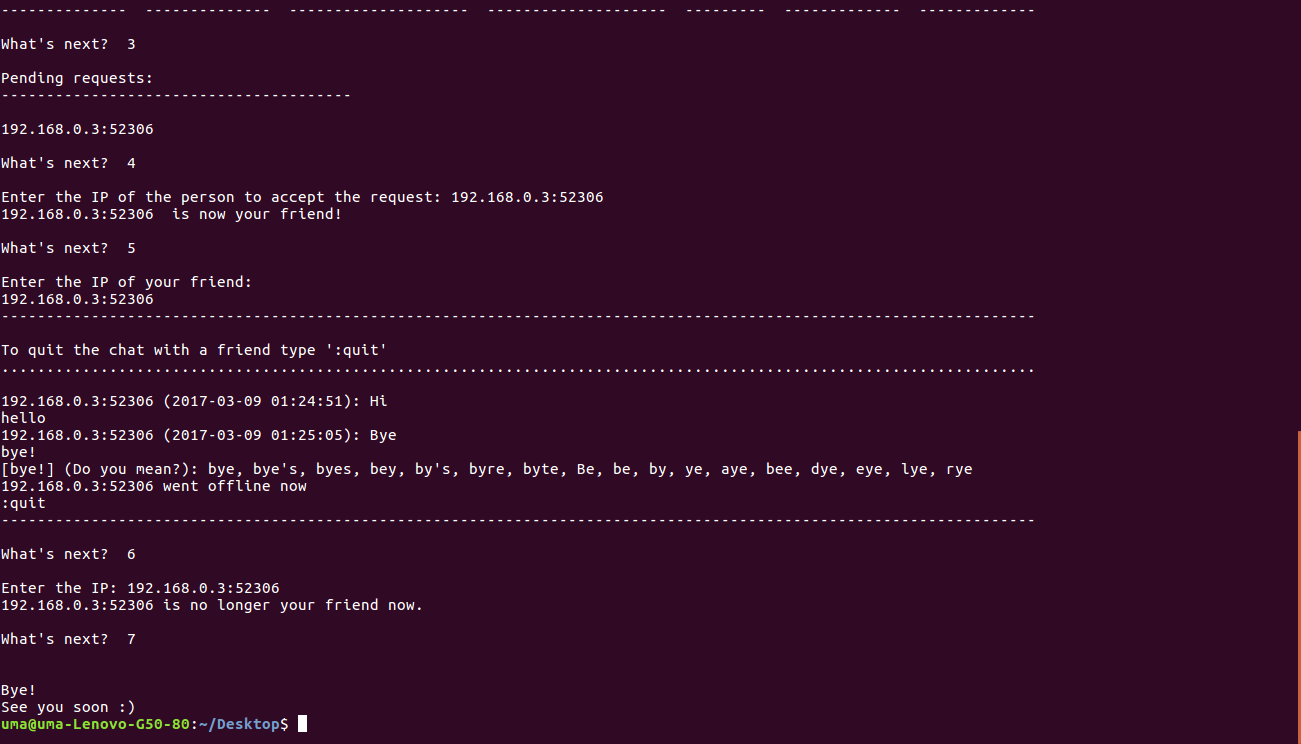 --------------  --------------  --------------------  --------------------  ---------  -------------  -------------
What's next?  3
Pending requests:
---------------------------------------
192.168.0.3:52306
What's next?  4
Enter the IP of the person to accept the request: 192.168.0.3:52306
192.168.0.3:52306  is now your friend!
What's next?  5
Enter the IP of your friend:
192.168.0.3:52306
-------------------------------------------------------------------------------------------------------------------
To quit the chat with a friend type ':quit'
...................................................................................................................
192.168.0.3:52306 (2017-03-09 01:24:51): Hi
hello
192.168.0.3:52306 (2017-03-09 01:25:05): Bye
bye!
[bye!] (Do you mean?): bye, bye's, byes, bey, by's, byre, byte, Be, be, by, ye, aye, bee, dye, eye, lye, rye
192.168.0.3:52306 went offline now
:quit
-------------------------------------------------------------------------------------------------------------------
What's next?  6
Enter the IP: 192.168.0.3:52306
192.168.0.3:52306 is no longer your friend now.
What's next?  7
Bye!
See you soon :)
uma@uma-Lenovo-G50-80:~/Desktop$